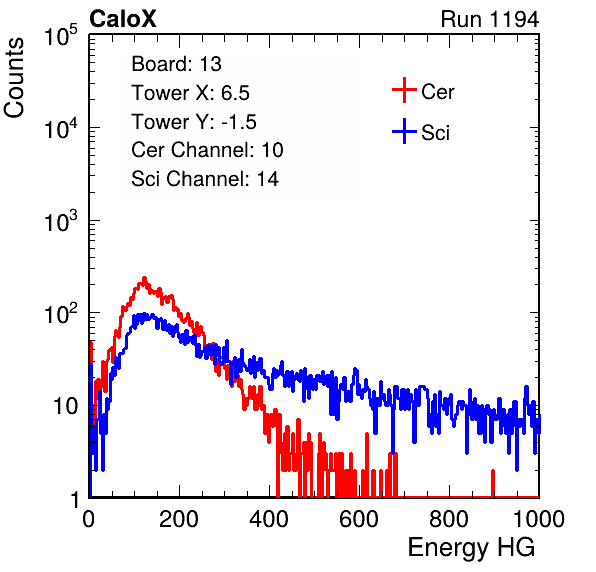 CaloX Run 1194
Counts
10^5
10^4
10^3
10^2
10
1
Board: 13
Tower X: 6.5
Tower Y: -1.5
Cer Channel: 10
Sci Channel: 14
Cer
Sci
0 200 400 600 800 1000
Energy HG